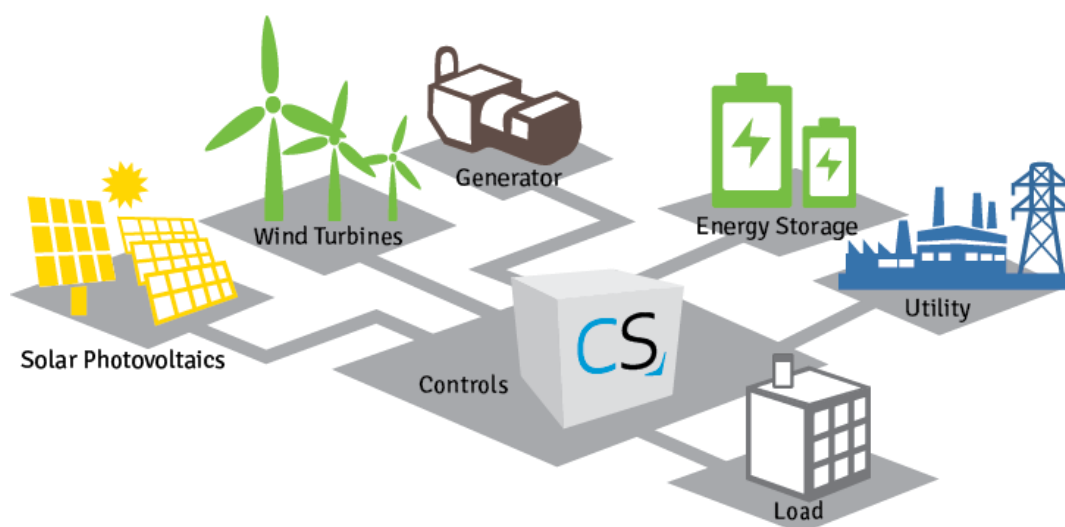 Generator
Wind Turbines
Energy Storage
Utility
Solar Photovoltaics
Controls
CS
Load